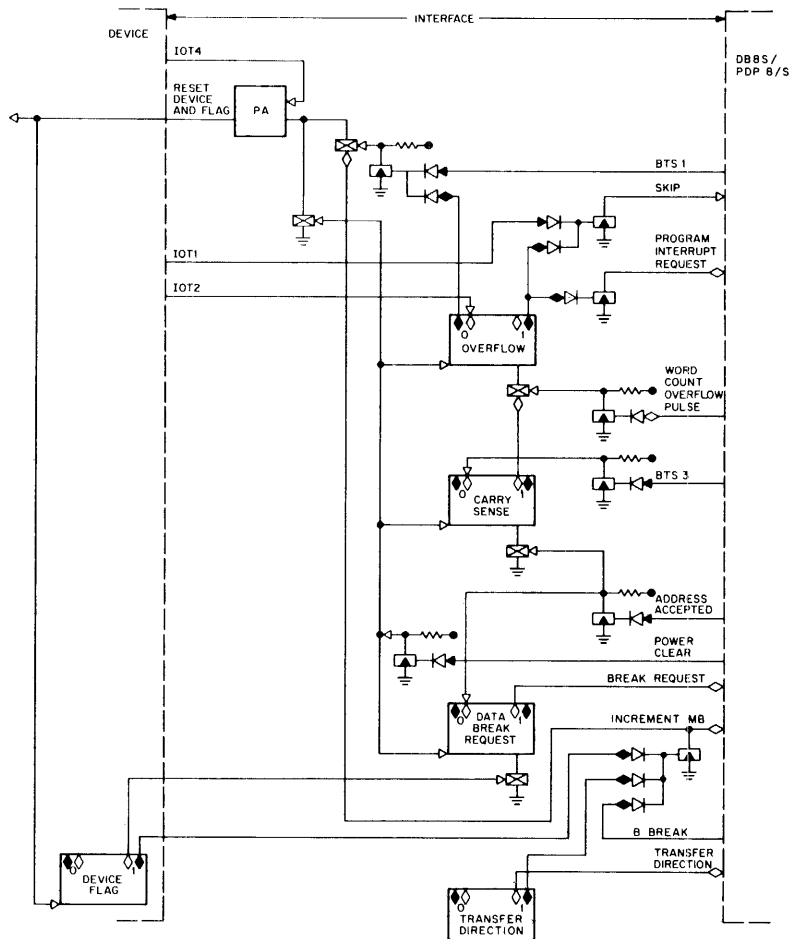 INTERFACE
DEVICE
DB8S/
PDP 8/S
IOT4
RESET
DEVICE
AND FLAG
PA
BTS 1
SKIP
PROGRAM
INTERRUPT
REQUEST
IOT1
IOT2
0 1
OVERFLOW
WORD
COUNT
OVERFLOW
PULSE
BTS 3
0 1
CARRY
SENSE
ADDRESS
ACCEPTED
POWER
CLEAR
BREAK REQUEST
0 1
DATA
BREAK
REQUEST
INCREMENT MB
B BREAK
TRANSFER
DIRECTION
0 1
DEVICE
FLAG
0 1
TRANSFER
DIRECTION